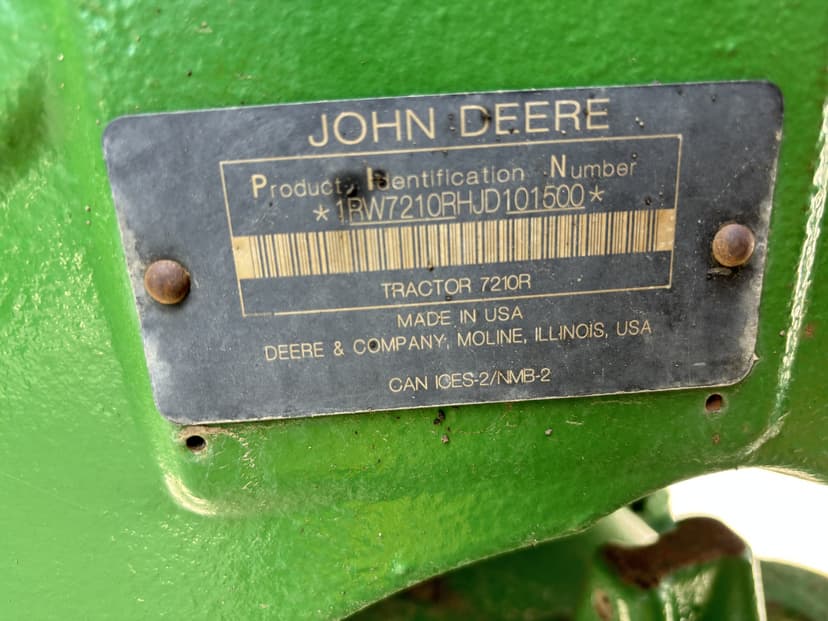 JOHN DEERE
Product Identification Number
*1RW7210RHJD101500*
TRACTOR 7210R
MADE IN USA
DEERE & COMPANY, MOLINE, ILLINOIS, USA
CAN ICES-2/NMB-2